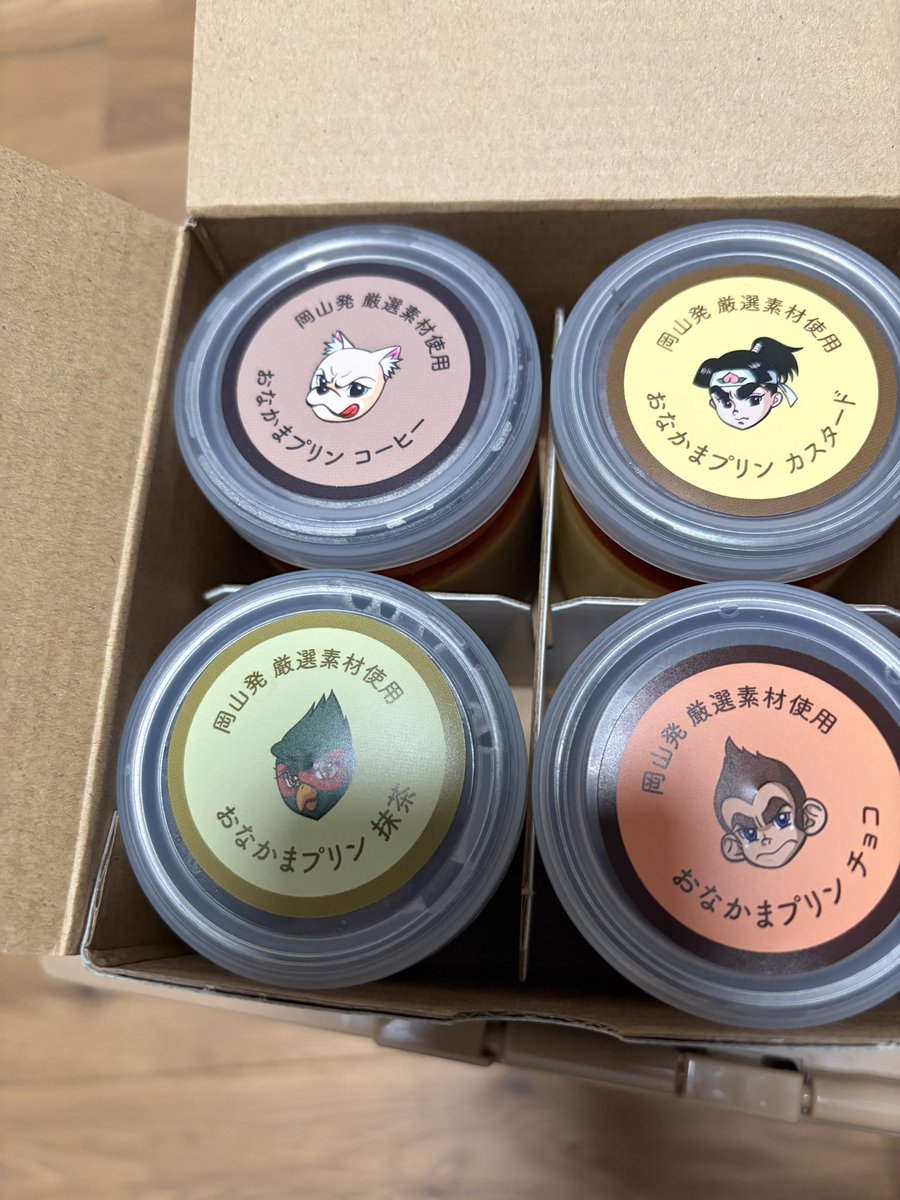 岡山発 厳選素材使用
おなかまプリン コーヒー
岡山発 厳選素材使用
おなかまプリン カスタード
岡山発 厳選素材使用
おなかまプリン 抹茶
岡山発 厳選素材使用
おなかまプリン チョコ